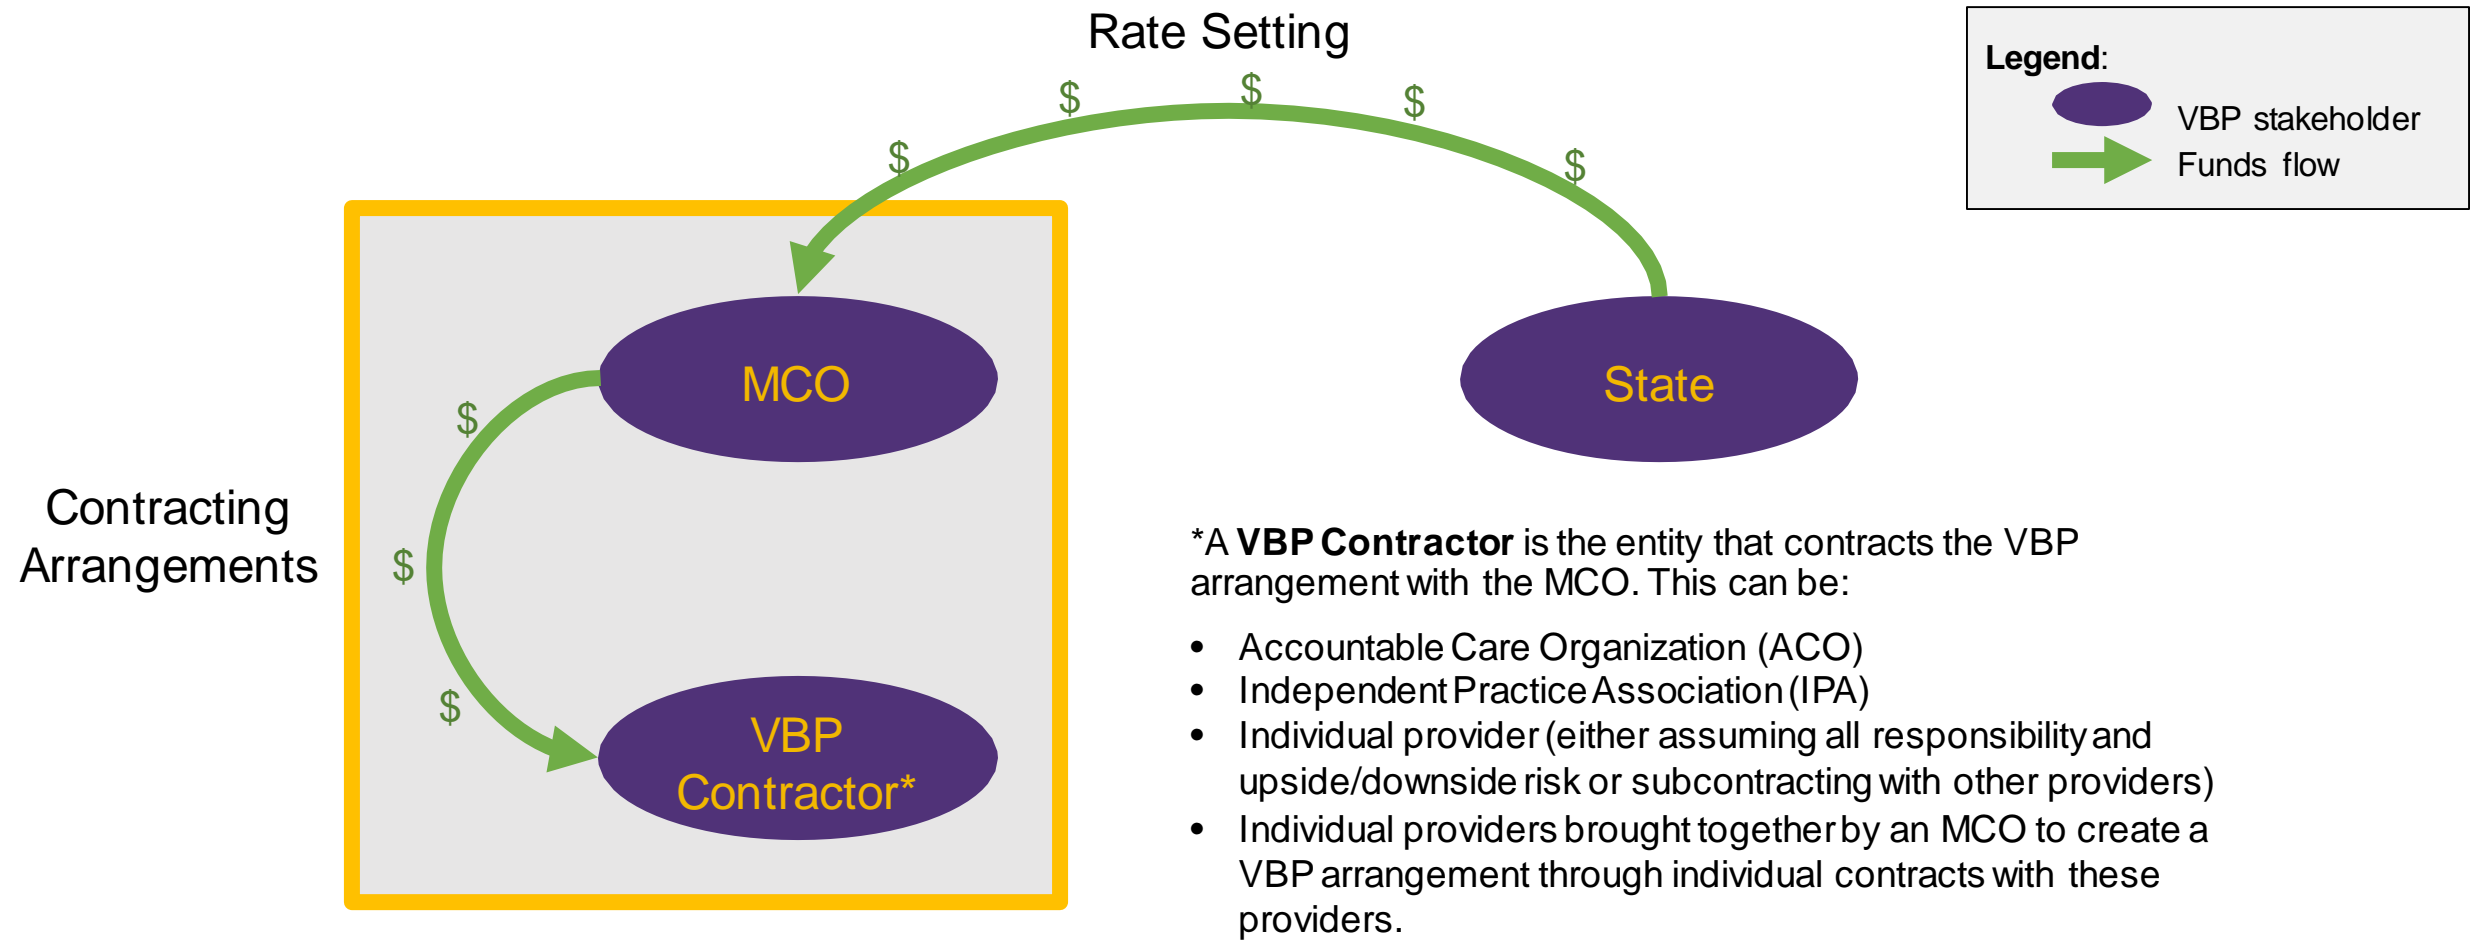 Rate Setting
$ $ $ $ $
Legend:
VBP stakeholder
Funds flow
MCO
State
$
$
$
Contracting
Arrangements
VBP
Contractor*
*A VBP Contractor is the entity that contracts the VBP
arrangement with the MCO. This can be:
• Accountable Care Organization (ACO)
• Independent Practice Association (IPA)
• Individual provider (either assuming all responsibility and
upside/downside risk or subcontracting with other providers)
• Individual providers brought together by an MCO to create a
VBP arrangement through individual contracts with these
providers.